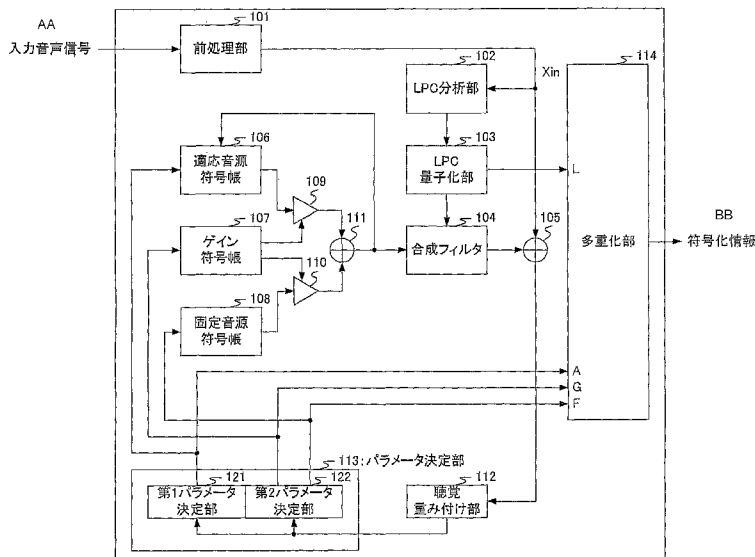 AA
入力音声信号
101
前処理部
102
LPC分析部
Xin
114
103
LPC
量子化部
L
106
適応音源
符号帳
109
107
ゲイン
符号帳
111
104
合成フィルタ
105
多重化部
BB
符号化情報
110
108
固定音源
符号帳
A
G
F
113:パラメータ決定部
121
第1パラメータ
決定部
122
第2パラメータ
決定部
112
聴覚
重み付け部